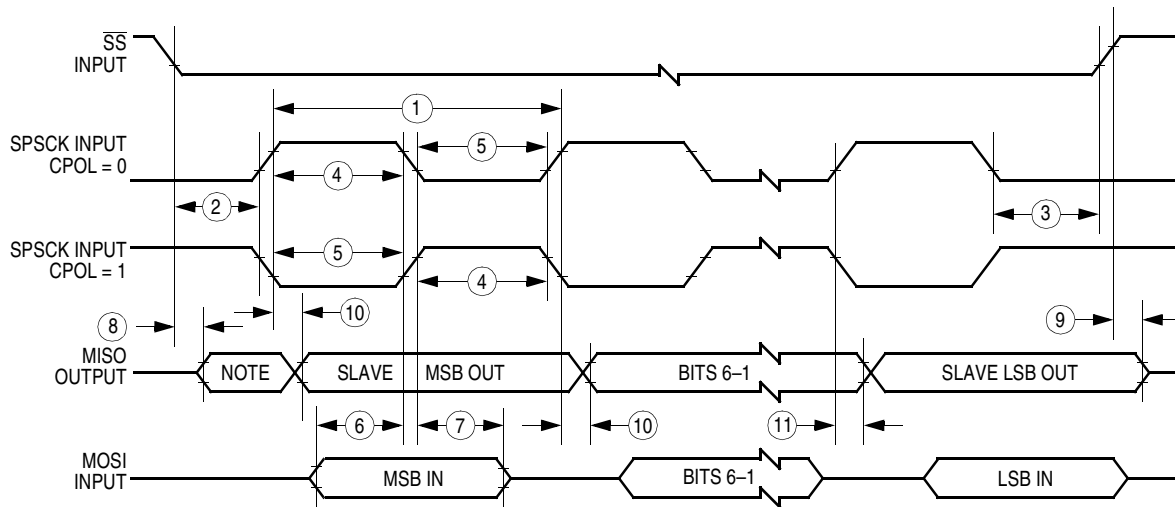 SS
INPUT
1
SPSCK INPUT
CPOL = 0
5
4
2
3
SPSCK INPUT
CPOL = 1
5
4
8
10
9
MISO
OUTPUT
NOTE
SLAVE MSB OUT
BITS 6–1
SLAVE LSB OUT
6
7
10
11
MOSI
INPUT
MSB IN
BITS 6–1
LSB IN